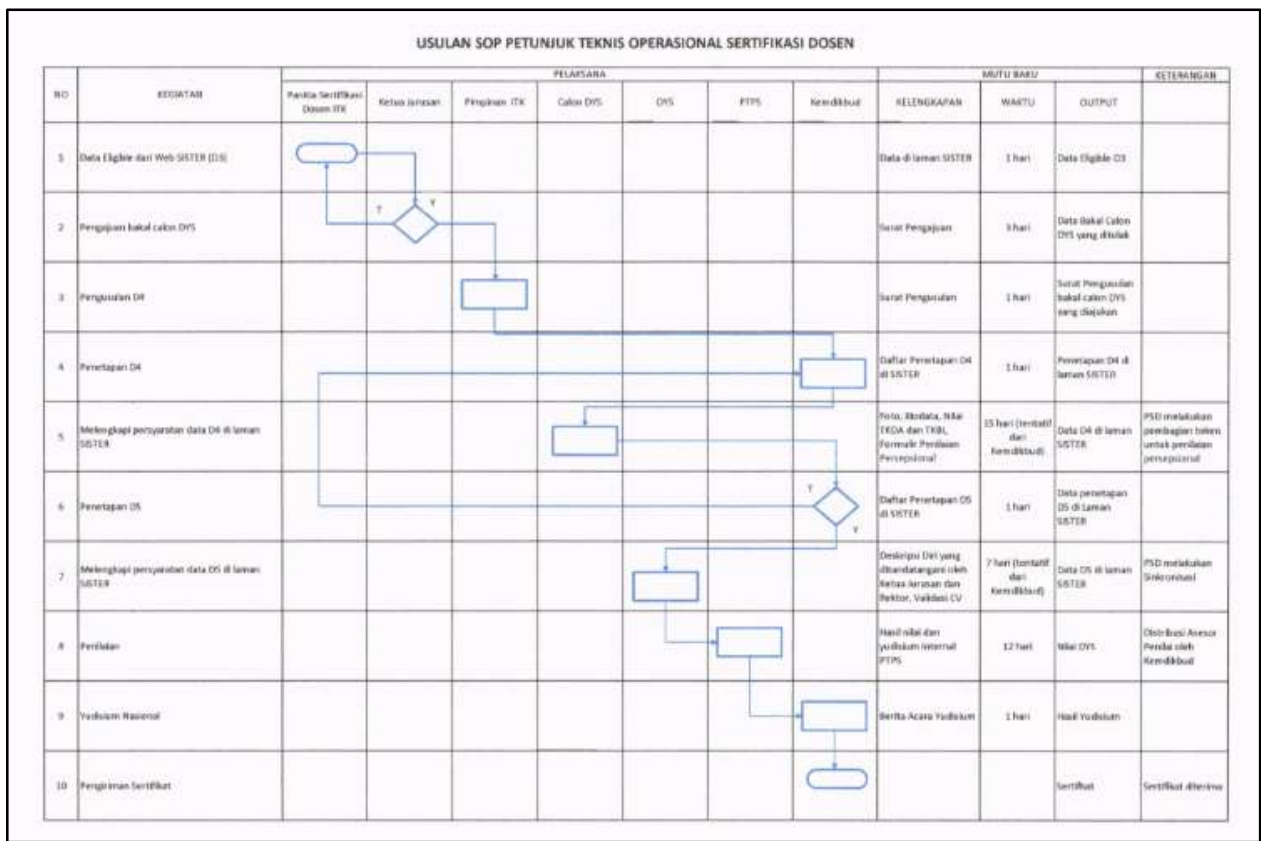 USULAN SOP PETUNJUK TEKNIS OPERASIONAL SERTIFIKASI DOSEN
NO
KEGIATAN
PELAKSANA
MUTU BAKU
KETERANGAN
Panitia Sertifikasi
Dosen ITK
Ketua Jurusan
Pimpinan ITK
Calon DYS
DYS
PTPS
Kemdikbud
KELENGKAPAN
WAKTU
OUTPUT
1
Data Eligible dari Web SISTER (D3)
Data di laman SISTER
1 hari
Data Eligible D3
2
Pengajuan bakal calon DYS
T
Y
Surat Pengajuan
3 hari
Data Bakal Calon
DYS yang ditolak
3
Pengusulan D4
Surat Pengusulan
1 hari
Surat Pengusulan
bakal calon DYS
yang diajukan
4
Penetapan D4
Daftar Penetapan D4
di SISTER
1 hari
Penetapan D4 di
laman SISTER
5
Melengkapi persyaratan data D4 di laman
SISTER
Foto, Biodata, Nilai
TKDA dan TKBI,
Formulir Penilaian
Persepsional
15 hari (tentatif
dari
Kemdikbud)
Data D4 di laman
SISTER
PSD melakukan
pembagian token
untuk penilaian
persepsional
6
Penetapan D5
T
Y
Daftar Penetapan D5
di SISTER
1 hari
Data penetapan
D5 di Laman
SISTER
7
Melengkapi persyaratan data D5 di laman
SISTER
Deskripsi Diri yang
ditandatangani oleh
Ketua Jurusan dan
Rektor, Validasi CV
7 hari (tentatif
dari
Kemdikbud)
Data D5 di laman
SISTER
PSD melakukan
Sinkronisasi
8
Penilaian
Hasil nilai dan
yudisium internal
PTPS
12 hari
Nilai DYS
Distribusi Asesor
Penilai oleh
Kemdikbud
9
Yudisium Nasional
Berita Acara Yudisium
1 hari
Hasil Yudisium
10
Pengiriman Sertifikat
Sertifikat
Sertifikat diterima